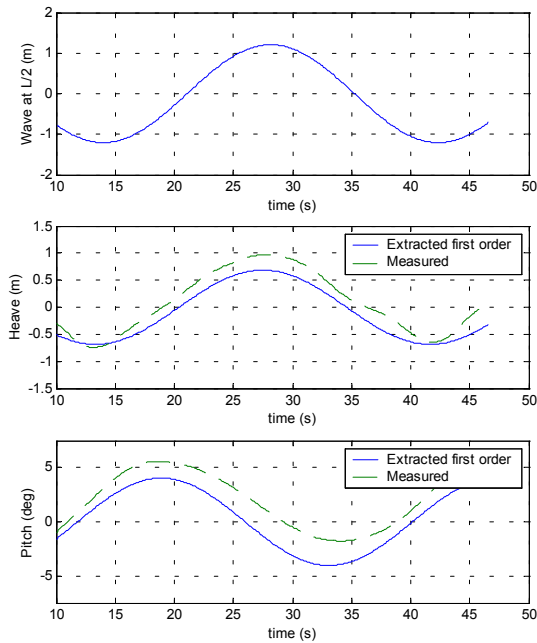 2
1
0
-1
2
Wave at L/2 (m)
10 15 20 25 30 35 40 45 50
time (s)
1.5
1
0.5
0
-0.5
-1
-1.5
Heave (m)
Extracted first order
Measured
10 15 20 25 30 35 40 45 50
time (s)
5
0
-5
Pitch (deg)
Extracted first order
Measured
10 15 20 25 30 35 40 45 50
time (s)